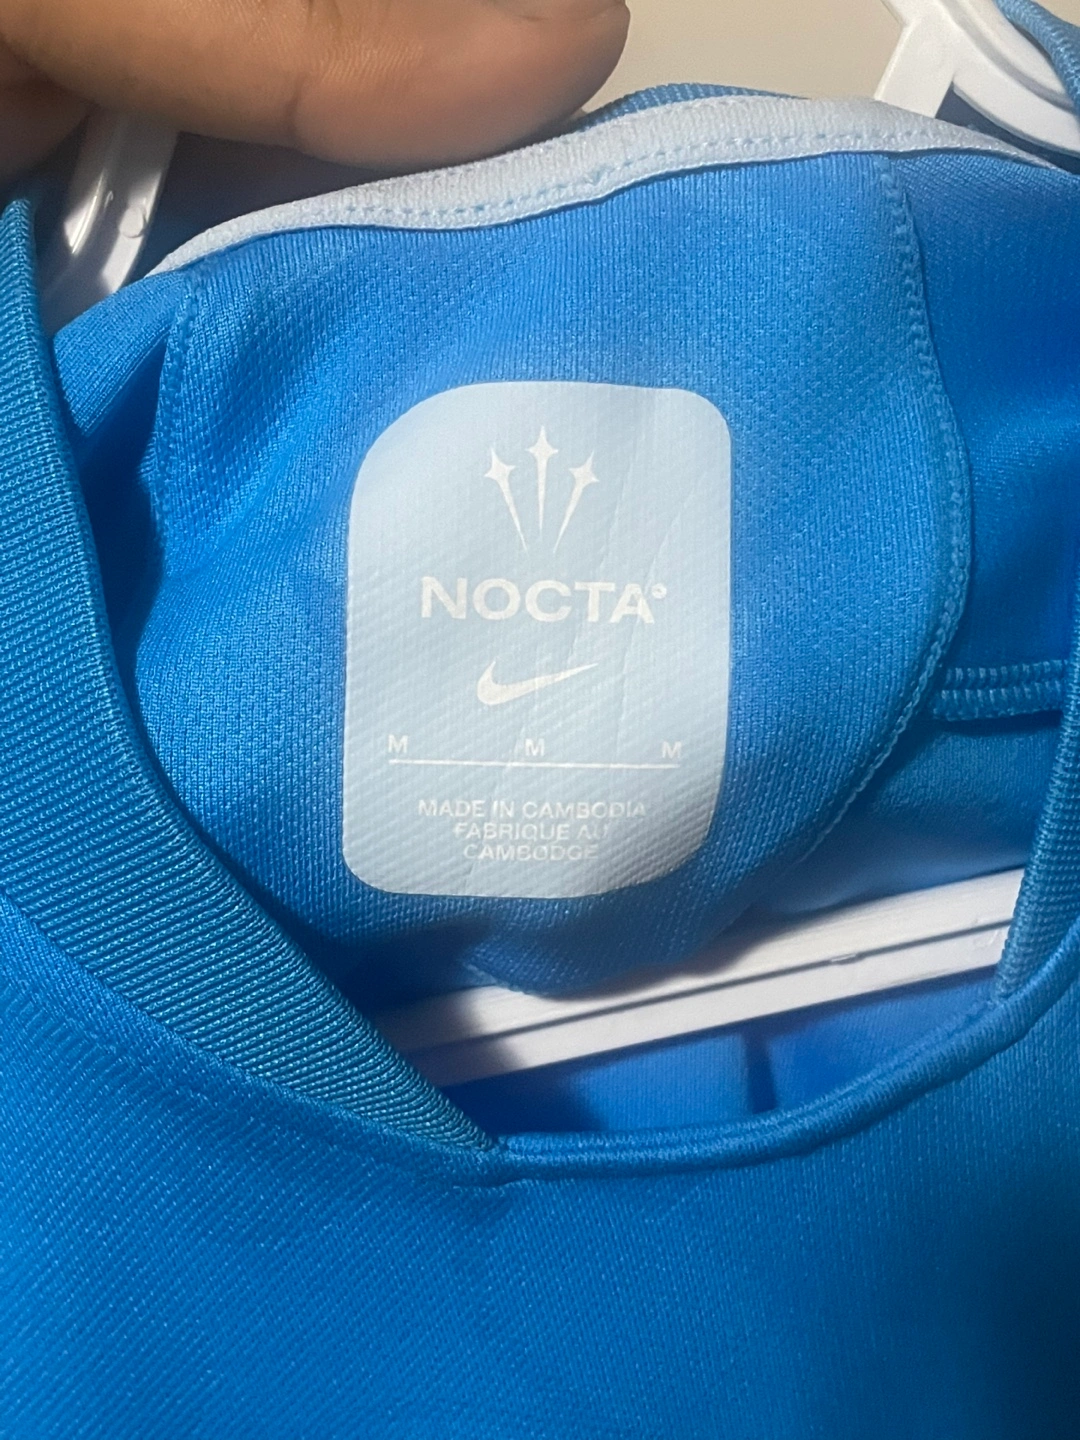 NOCTA®
M M M
MADE IN CAMBODIA
FABRIQUE AU
CAMBODGE